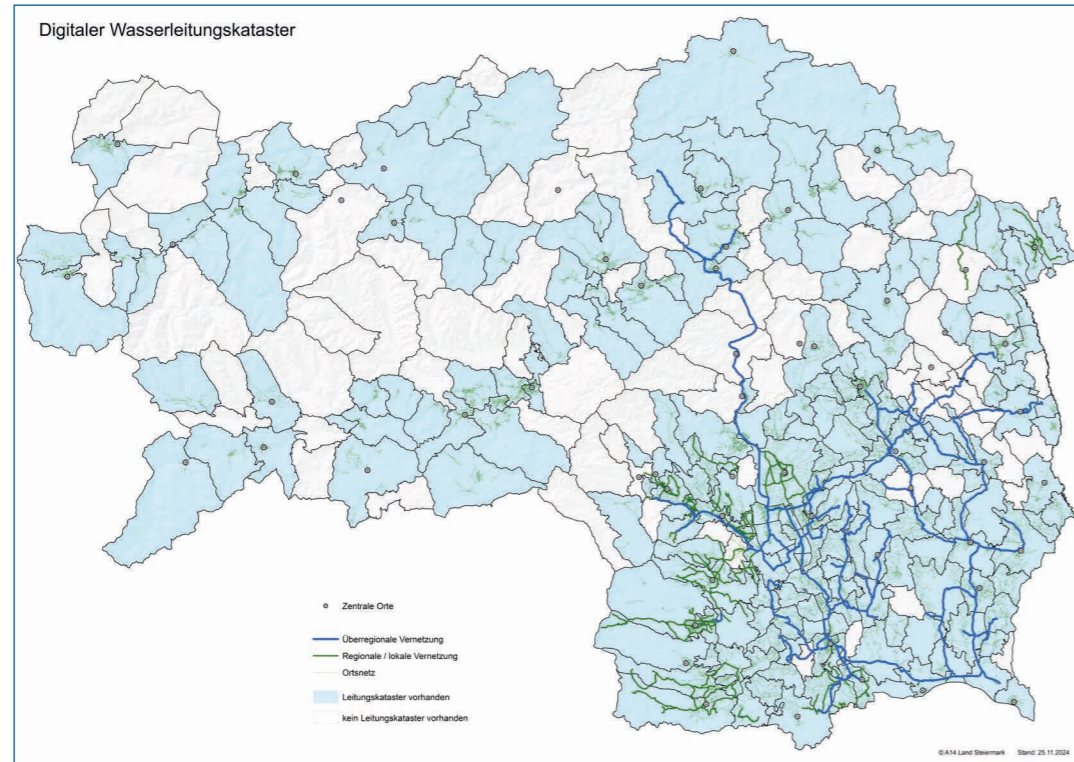 Digitaler Wasserleitungskataster
Zentrale Orte
Überregionale Vernetzung
Regionale / lokale Vernetzung
Ortsnetz
Leitungskataster vorhanden
kein Leitungskataster vorhanden
© A14 Land Steiermark Stand: 25.11.2024